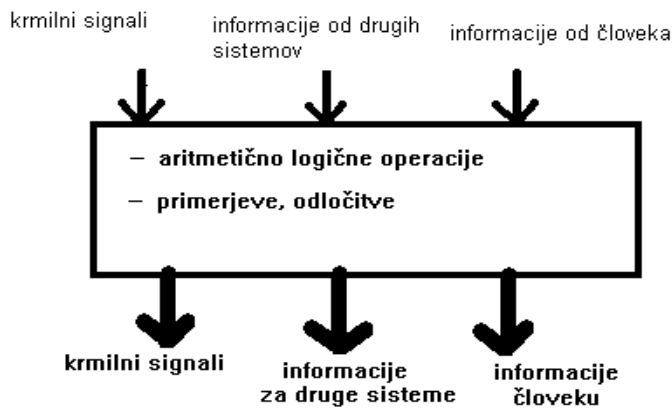 krmilni signali
informacije od drugih
sistemov
informacije od človeka
– aritmetično logične operacije
– primerjeve, odločitve
krmilni signali
informacije
za druge sisteme
informacije
človeku